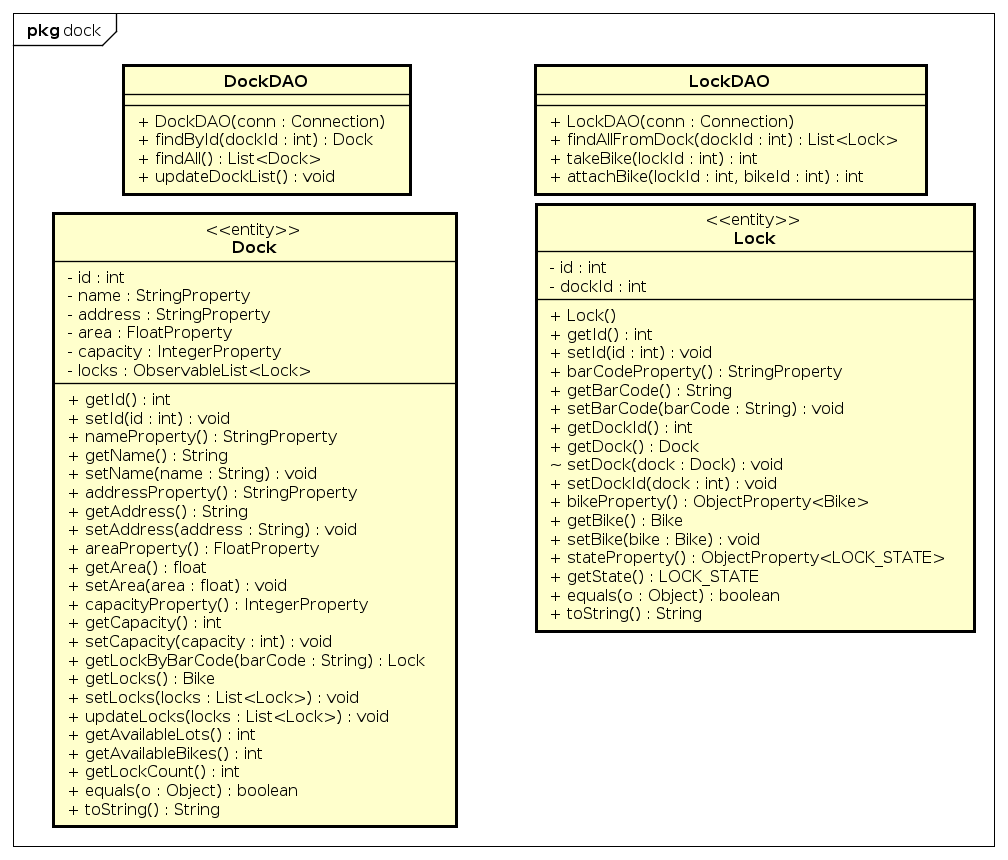 pkg dock
DockDAO
+ DockDAO(conn : Connection)
+ findById(dockId : int) : Dock
+ findAll() : List<Dock>
+ updateDockList() : void
LockDAO
+ LockDAO(conn : Connection)
+ findAllFromDock(dockId : int) : List<Lock>
+ takeBike(lockId : int) : int
+ attachBike(lockId : int, bikeId : int) : int
<<entity>>
Dock
- id : int
- name : StringProperty
- address : StringProperty
- area : FloatProperty
- capacity : IntegerProperty
- locks : ObservableList<Lock>
+ getId() : int
+ setId(id : int) : void
+ nameProperty() : StringProperty
+ getName() : String
+ setName(name : String) : void
+ addressProperty() : StringProperty
+ getAddress() : String
+ setAddress(address : String) : void
+ areaProperty() : FloatProperty
+ getArea() : float
+ setArea(area : float) : void
+ capacityProperty() : IntegerProperty
+ getCapacity() : int
+ setCapacity(capacity : int) : void
+ getLockByBarCode(barCode : String) : Lock
+ getLocks() : Bike
+ setLocks(locks : List<Lock>) : void
+ updateLocks(locks : List<Lock>) : void
+ getAvailableLots() : int
+ getAvailableBikes() : int
+ getLockCount() : int
+ equals(o : Object) : boolean
+ toString() : String
<<entity>>
Lock
- id : int
- dockId : int
+ Lock()
+ getId() : int
+ setId(id : int) : void
+ barCodeProperty() : StringProperty
+ getBarCode() : String
+ setBarCode(barCode : String) : void
+ getDockId() : int
+ getDock() : Dock
~ setDock(dock : Dock) : void
+ setDockId(dock : int) : void
+ bikeProperty() : ObjectProperty<Bike>
+ getBike() : Bike
+ setBike(bike : Bike) : void
+ stateProperty() : ObjectProperty<LOCK_STATE>
+ getState() : LOCK_STATE
+ equals(o : Object) : boolean
+ toString() : String